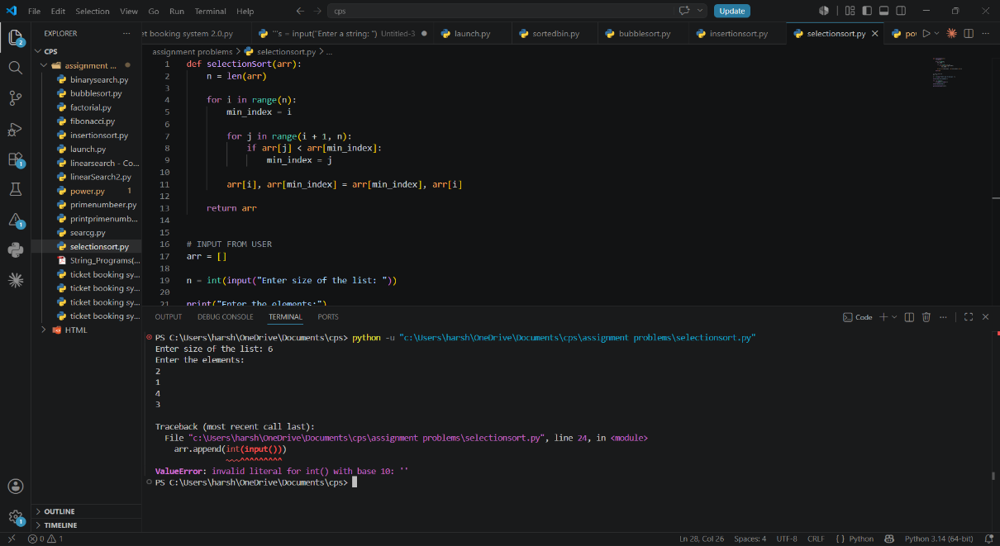 File Edit Selection View Go Run Terminal Help
cps
Update
EXPLORER
et booking system 2.0.py
'''s = input("Enter a string: ") Untitled-3
launch.py
sortedbin.py
bubblesort.py
insertionsort.py
selectionsort.py
CPS
assignment ...
binarysearch.py
bubblesort.py
factorial.py
fibonacci.py
insertionsort.py
launch.py
linearsearch - Co...
linearSearch2.py
power.py 1
primenumbeer.py
printprimenumb...
searcg.py
selectionsort.py
String_Programs(...
ticket booking sy...
ticket booking sy...
ticket booking sy...
ticket booking sy...
HTML
OUTLINE
TIMELINE
2
1
1
1
assignment problems > selectionsort.py > ...
1 def selectionSort(arr):
2 n = len(arr)
3
4 for i in range(n):
5 min_index = i
6
7 for j in range(i + 1, n):
8 if arr[j] < arr[min_index]:
9 min_index = j
10
11 arr[i], arr[min_index] = arr[min_index], arr[i]
12
13 return arr
14
15
16 # INPUT FROM USER
17 arr = []
18
19 n = int(input("Enter size of the list: "))
20
21 print("Enter the elements:")
OUTPUT DEBUG CONSOLE TERMINAL PORTS
Code
PS C:\Users\harsh\OneDrive\Documents\cps> python -u "c:\Users\harsh\OneDrive\Documents\cps\assignment problems\selectionsort.py"
Enter size of the list: 6
Enter the elements:
2
1
4
3
Traceback (most recent call last):
File "c:\Users\harsh\OneDrive\Documents\cps\assignment problems\selectionsort.py", line 24, in <module>
arr.append(int(input()))
~~~^^^^^^^^^
ValueError: invalid literal for int() with base 10: ''
PS C:\Users\harsh\OneDrive\Documents\cps>
0 1
Ln 28, Col 26 Spaces: 4 UTF-8 CRLF { } Python Python 3.14 (64-bit)